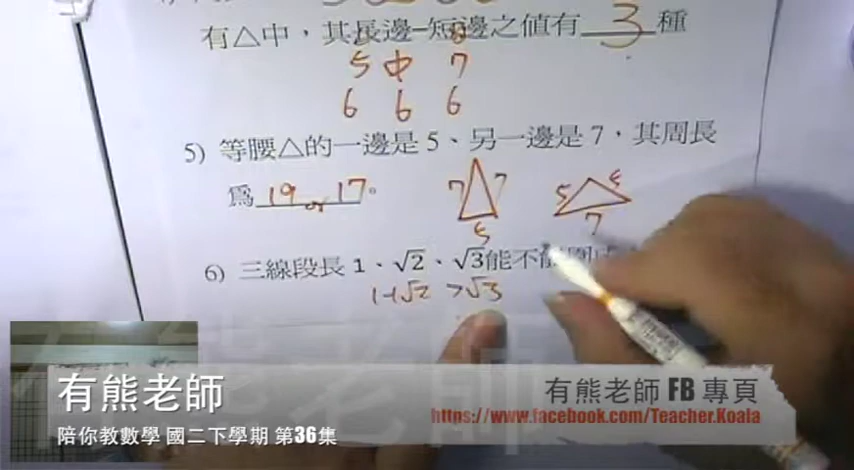 有△中，其長邊－短邊之值有 3 種
5 中 7
6 6 6
5) 等腰△的一邊是 5、另一邊是 7，其周長
為 19 or 17。
7 7 5
5 5 7
6) 三線段長 1、√2、√3能不能圍成
1+√2 >√3
有熊老師
陪你教數學 國二下學期 第36集
有熊老師 FB 專頁
https://www.facebook.com/Teacher.Koala